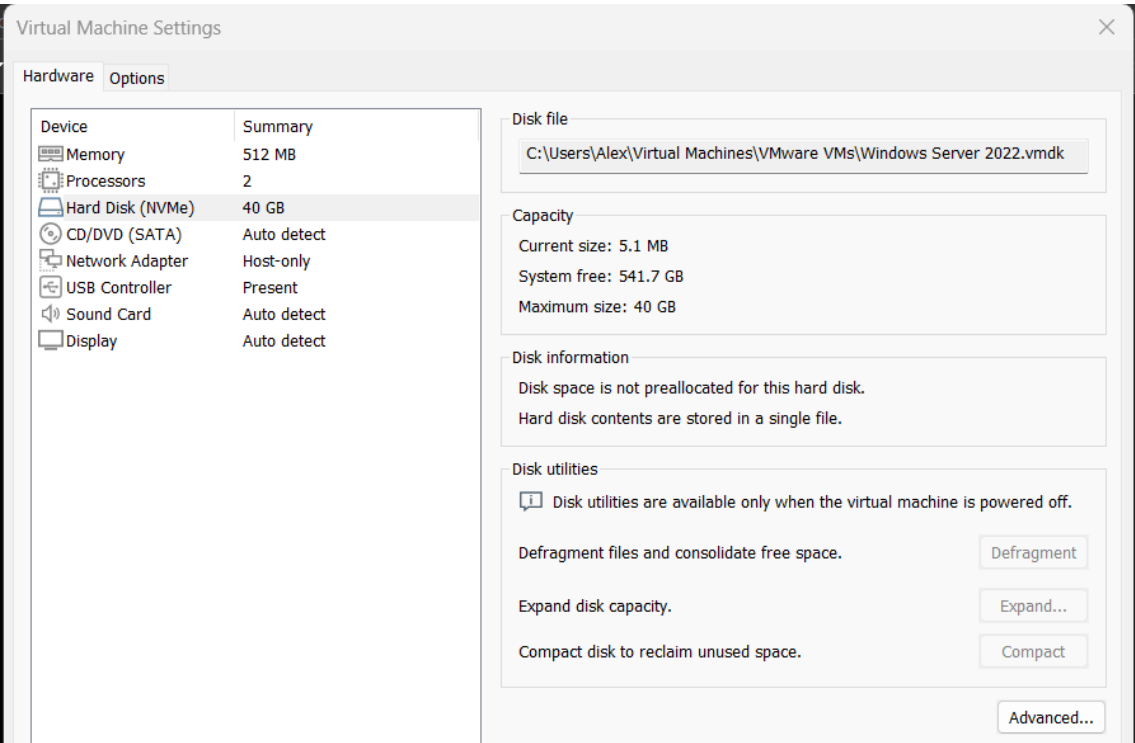 Virtual Machine Settings
Hardware Options
Device Summary
Memory 512 MB
Processors 2
Hard Disk (NVMe) 40 GB
CD/DVD (SATA) Auto detect
Network Adapter Host-only
USB Controller Present
Sound Card Auto detect
Display Auto detect
Disk file
C:\Users\Alex\Virtual Machines\VMware VMs\Windows Server 2022.vmdk
Capacity
Current size: 5.1 MB
System free: 541.7 GB
Maximum size: 40 GB
Disk information
Disk space is not preallocated for this hard disk.
Hard disk contents are stored in a single file.
Disk utilities
Disk utilities are available only when the virtual machine is powered off.
Defragment files and consolidate free space. Defragment
Expand disk capacity. Expand...
Compact disk to reclaim unused space. Compact
Advanced...